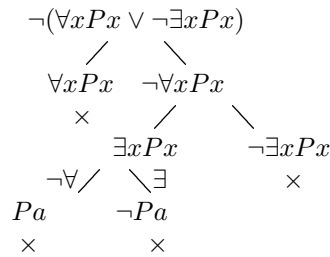 ¬(∀xPx ∨ ¬∃xPx)
∀xPx ¬∀xPx
×
∃xPx ¬∃xPx
¬∀ ∃ ×
Pa ¬Pa
× ×